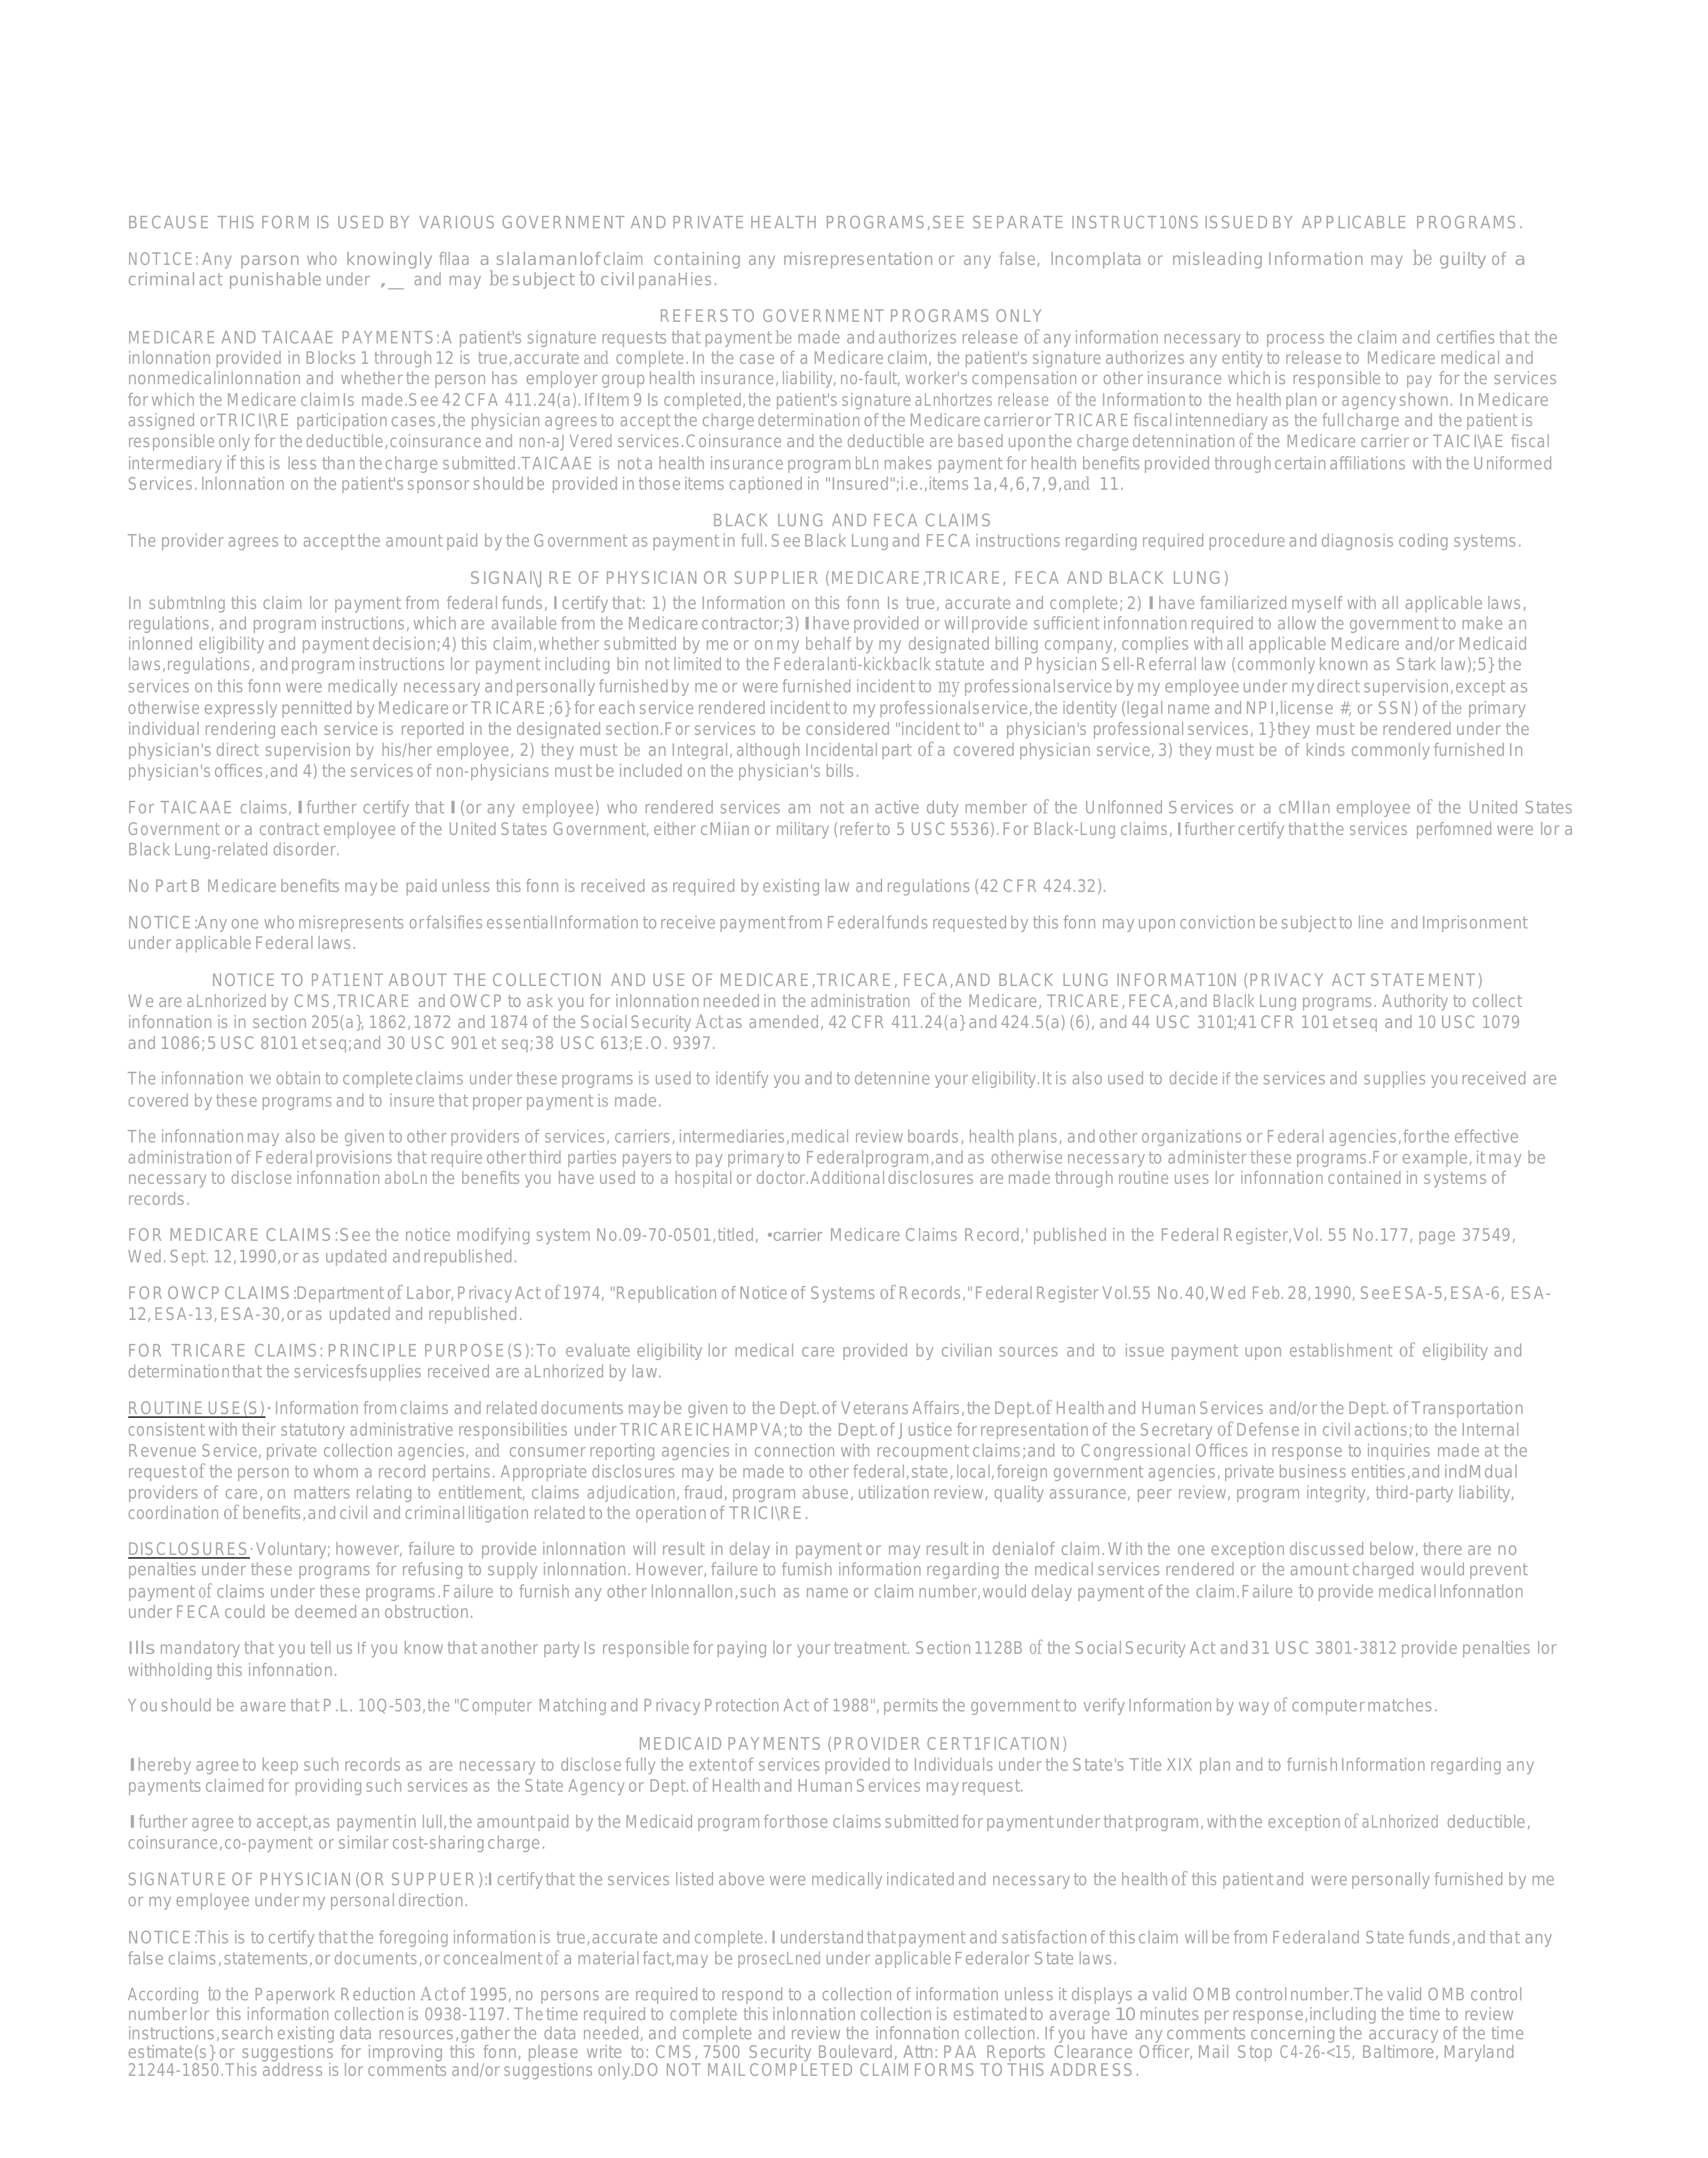 BECAUSE THIS FORM IS USED BY VARIOUS GOVERNMENT AND PRIVATE HEALTH PROGRAMS,SEE SEPARATE INSTRUCT10NS ISSUED BY APPLICABLE PROGRAMS.
NOT1CE: Any parson who knowingly fllaa a slalamanlof claim containing any misrepresentation or any false, Incomplata or misleading Information may be guilty of a
criminal act punishable under ,__ and may be subject to civil panaHies.
REFERS TO GOVERNMENT PROGRAMS ONLY
MEDICARE AND TAICAAE PAYMENTS: A patient's signature requests that payment be made and authorizes release of any information necessary to process the claim and certifies that the
inlonnation provided in Blocks 1 through 12 is true,accurate and complete. In the case of a Medicare claim, the patient's signature authorizes any entity to release to Medicare medical and
nonmedicalinlonnation and whether the person has employer group health insurance,liability, no-fault, worker's compensation or other insurance which is responsible to pay for the services
for which the Medicare claim Is made.See 42 CFA 411.24(a). If Item 9 Is completed,the patient's signature aLnhortzes release of the Information to the health plan or agency shown. In Medicare
assigned or TRICI\RE participation cases,the physician agrees to accept the charge determination of the Medicare carrier or TRICARE fiscal intennediary as the full charge and the patient is
responsible only for the deductible,coinsurance and non-aJVered services.Coinsurance and the deductible are based upon the charge detennination of the Medicare carrier or TAICI\AE fiscal
intermediary if this is less than the charge submitted.TAICAAE is not a health insurance program bLn makes payment for health benefits provided through certain affiliations with the Uniformed
Services. Inlonnation on the patient's sponsor should be provided in those items captioned in "Insured";i.e.,items 1a,4,6,7,9,and 11.
BLACK LUNG AND FECA CLAIMS
The provider agrees to accept the amount paid by the Government as payment in full. See Black Lung and FECA instructions regarding required procedure and diagnosis coding systems.
SIGNAI\JRE OF PHYSICIAN OR SUPPLIER (MEDICARE,TRICARE, FECA AND BLACK LUNG)
In submtnlng this claim lor payment from federal funds, I certify that: 1) the Information on this fonn Is true, accurate and complete; 2) I have familiarized myself with all applicable laws,
regulations, and program instructions, which are available from the Medicare contractor;3) I have provided or will provide sufficient infonnation required to allow the government to make an
inlonned eligibility and payment decision;4) this claim,whether submitted by me or on my behalf by my designated billing company, complies with all applicable Medicare and/or Medicaid
laws,regulations, and program instructions lor payment including bin not limited to the Federalanti-kickbaclk statute and Physician Sell-Referral law (commonly known as Stark law);5} the
services on this fonn were medically necessary and personally furnished by me or were furnished incident to my professionalservice by my employee under my direct supervision,except as
otherwise expressly pennitted by Medicare or TRICARE;6} for each service rendered incident to my professionalservice,the identity (legal name and NPI,license #, or SSN) of the primary
individual rendering each service is reported in the designated section.For services to be considered "incident to" a physician's professional services, 1}they must be rendered under the
physician's direct supervision by his/her employee, 2) they must be an Integral, although Incidental part of a covered physician service, 3) they must be of kinds commonly furnished In
physician's offices,and 4) the services of non-physicians must be included on the physician's bills.
For TAICAAE claims, I further certify that I (or any employee) who rendered services am not an active duty member of the UnIfonned Services or a cMIIan employee of the United States
Government or a contract employee of the United States Government, either cMiian or military (refer to 5 USC 5536). For Black-Lung claims, I further certify that the services perfomned were lor a
Black Lung-related disorder.
No Part B Medicare benefits may be paid unless this fonn is received as required by existing law and regulations (42 CFR 424.32).
NOTICE:Any one who misrepresents or falsifies essentialInformation to receive payment from Federal funds requested by this fonn may upon conviction be subject to line and Imprisonment
under applicable Federal laws.
NOTICE TO PAT1ENT ABOUT THE COLLECTION AND USE OF MEDICARE,TRICARE, FECA,AND BLACK LUNG INFORMAT10N (PRIVACY ACT STATEMENT)
We are aLnhorized by CMS,TRICARE and OWCP to ask you for inlonnation needed in the administration of the Medicare, TRICARE,FECA,and Blaclk Lung programs. Authority to collect
infonnation is in section 205(a}, 1862,1872 and 1874 of the Social Security Act as amended, 42 CFR 411.24(a} and 424.5(a) (6), and 44 USC 3101;41 CFR 101 et seq and 10 USC 1079
and 1086;5 USC 8101 et seq;and 30 USC 901 et seq;38 USC 613;E.O. 9397.
The infonnation we obtain to complete claims under these programs is used to identify you and to detennine your eligibility.It is also used to decide if the services and supplies you received are
covered by these programs and to insure that proper payment is made.
The infonnation may also be given to other providers of services, carriers, intermediaries,medical review boards, health plans, and other organizations or Federal agencies,for the effective
administration of Federal provisions that require other third parties payers to pay primary to Federalprogram,and as otherwise necessary to administer these programs.For example, it may be
necessary to disclose infonnation aboLn the benefits you have used to a hospital or doctor.Additional disclosures are made through routine uses lor infonnation contained in systems of
records.
FOR MEDICARE CLAIMS:See the notice modifying system No.09-70-0501,titled, •carrier Medicare Claims Record,' published in the Federal Register,Vol. 55 No.177, page 37549,
Wed. Sept. 12,1990,or as updated and republished.
FOR OWCP CLAIMS:Department of Labor, Privacy Act of 1974, "Republication of Notice of Systems of Records,"Federal Register Vol.55 No.40,Wed Feb. 28,1990, See ESA-5,ESA-6, ESA-
12, ESA-13,ESA-30,or as updated and republished.
FOR TRICARE CLAIMS: PRINCIPLE PURPOSE(S): To evaluate eligibility lor medical care provided by civilian sources and to issue payment upon establishment of eligibility and
determination that the servicesfsupplies received are aLnhorized by law.
ROUTINE USE(S)· Information from claims and related documents may be given to the Dept.of Veterans Affairs,the Dept.of Health and Human Services and/or the Dept. of Transportation
consistent with their statutory administrative responsibilities under TRICAREICHAMPVA;to the Dept.of Justice for representation of the Secretary of Defense in civil actions;to the Internal
Revenue Service, private collection agencies, and consumer reporting agencies in connection with recoupment claims;and to Congressional Offices in response to inquiries made at the
request of the person to whom a record pertains. Appropriate disclosures may be made to other federal,state,local,foreign government agencies, private business entities,and indMdual
providers of care, on matters relating to entitlement, claims adjudication, fraud, program abuse, utilization review, quality assurance, peer review, program integrity, third-party liability,
coordination of benefits,and civil and criminal litigation related to the operation of TRICI\RE.
DISCLOSURES·Voluntary; however, failure to provide inlonnation will result in delay in payment or may result in denialof claim. With the one exception discussed below, there are no
penalties under these programs for refusing to supply inlonnation. However, failure to fumish information regarding the medical services rendered or the amount charged would prevent
payment of claims under these programs.Failure to furnish any other Inlonnallon,such as name or claim number,would delay payment of the claim.Failure to provide medical Infonnatlon
under FECA could be deemed an obstruction.
Ills mandatory that you tell us If you know that another party Is responsible for paying lor your treatment. Section 1128B of the Social Security Act and 31 USC 3801-3812 provide penalties lor
withholding this infonnation.
You should be aware that P.L. 10Q-503,the "Computer Matching and Privacy Protection Act of 1988", permits the government to verify Information by way of computer matches.
MEDICAID PAYMENTS (PROVIDER CERT1FICATION)
I hereby agree to keep such records as are necessary to disclose fully the extent of services provided to Individuals under the State's Title XIX plan and to furnish Information regarding any
payments claimed for providing such services as the State Agency or Dept. of Health and Human Services may request.
I further agree to accept,as payment in lull,the amount paid by the Medicaid program for those claims submitted for payment under that program, with the exception of aLnhorized deductible,
coinsurance,co-payment or similar cost-sharing charge.
SIGNATURE OF PHYSICIAN (OR SUPPUER):I certify that the services listed above were medically indicated and necessary to the health of this patient and were personally furnished by me
or my employee under my personal direction.
NOTICE:This is to certify that the foregoing information is true,accurate and complete. I understand that payment and satisfaction of this claim will be from Federal and State funds,and that any
false claims,statements,or documents,or concealment of a material fact,may be prosecLned under applicable Federalor State laws.
According to the Paperwork Reduction Act of 1995, no persons are required to respond to a collection of information unless it displays a valid OMB control number.The valid OMB control
number lor this information collection is 0938-1197. The time required to complete this inlonnation collection is estimated to average 10 minutes per response,including the time to review
instructions,search existing data resources,gather the data needed, and complete and review the infonnation collection. If you have any comments concerning the accuracy of the time
estimate(s} or suggestions for improving this fonn, please write to: CMS, 7500 Security Boulevard, Attn: PAA Reports Clearance Officer, Mail Stop C4-26-<15, Baltimore, Maryland
21244-1850.This address is lor comments and/or suggestions only.DO NOT MAIL COMPLETED CLAIM FORMS TO THIS ADDRESS.